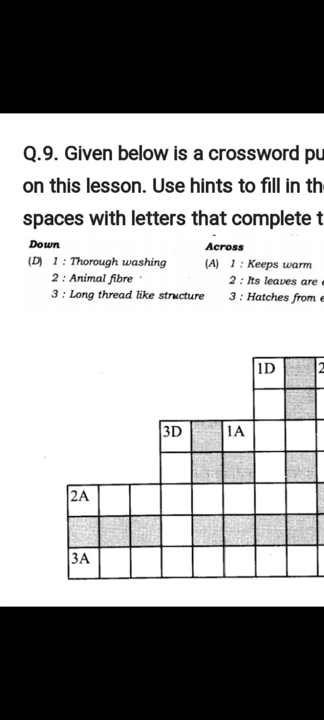 Q.9. Given below is a crossword pu
on this lesson. Use hints to fill in th
spaces with letters that complete t
Down Across
(D) 1 : Thorough washing (A) 1 : Keeps warm
2 : Animal fibre 2 : Its leaves are
3 : Long thread like structure 3 : Hatches from e
1D 2
3D 1A
2A
3A